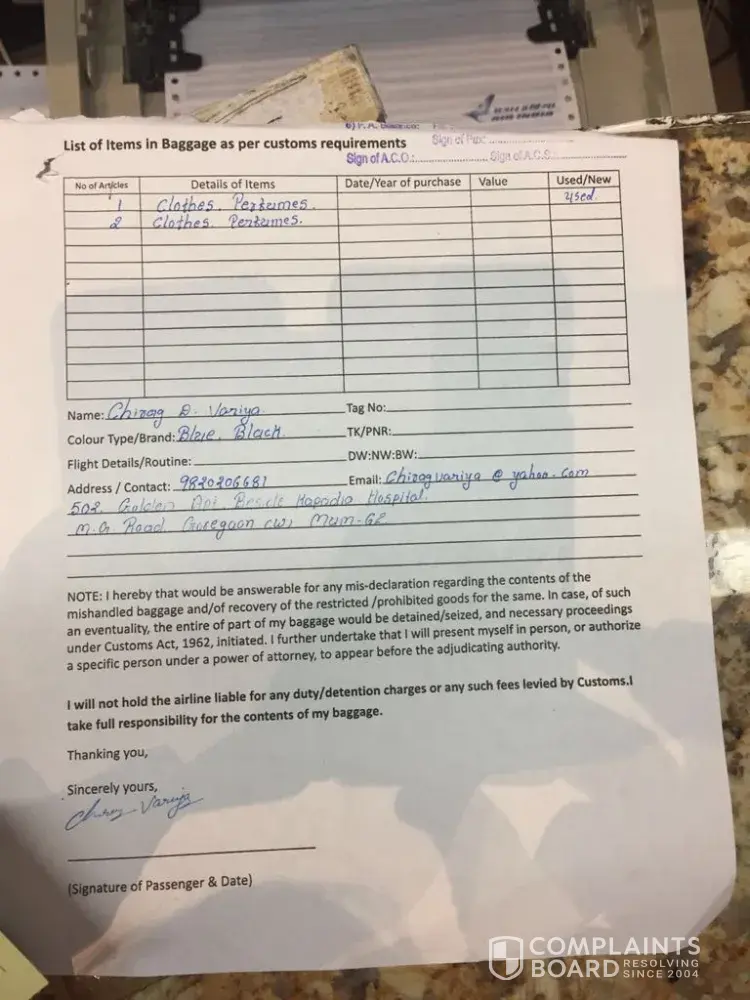 Sign of Pax:
List of Items in Baggage as per customs requirements
Sign of A.C.O.: Sign of A.C.S.:
No of Articles Details of Items Date/Year of purchase Value Used/New
1 Clothes. Perfumes. Used.
2 Clothes. Perfumes.
Name: Chirag D. Variya. Tag No:
Colour Type/Brand: Blue, Black. TK/PNR:
Flight Details/Routine: DW:NW:BW:
Address / Contact: 9820206681 Email: Chiragvariya @ yahoo.com
502, Golden Beside Kapadia Hospital.
M.G. Road. Goregaon (w) Mum-62
NOTE: I hereby that would be answerable for any mis-declaration regarding the contents of the
mishandled baggage and/of recovery of the restricted /prohibited goods for the same. In case, of such
an eventuality, the entire of part of my baggage would be detained/seized, and necessary proceedings
under Customs Act, 1962, initiated. I further undertake that I will present myself in person, or authorize
a specific person under a power of attorney, to appear before the adjudicating authority.
I will not hold the airline liable for any duty/detention charges or any such fees levied by Customs.I
take full responsibility for the contents of my baggage.
Thanking you,
Sincerely yours,
Chirag Variya
(Signature of Passenger & Date)
COMPLAINTS
BOARD RESOLVING
SINCE 2004